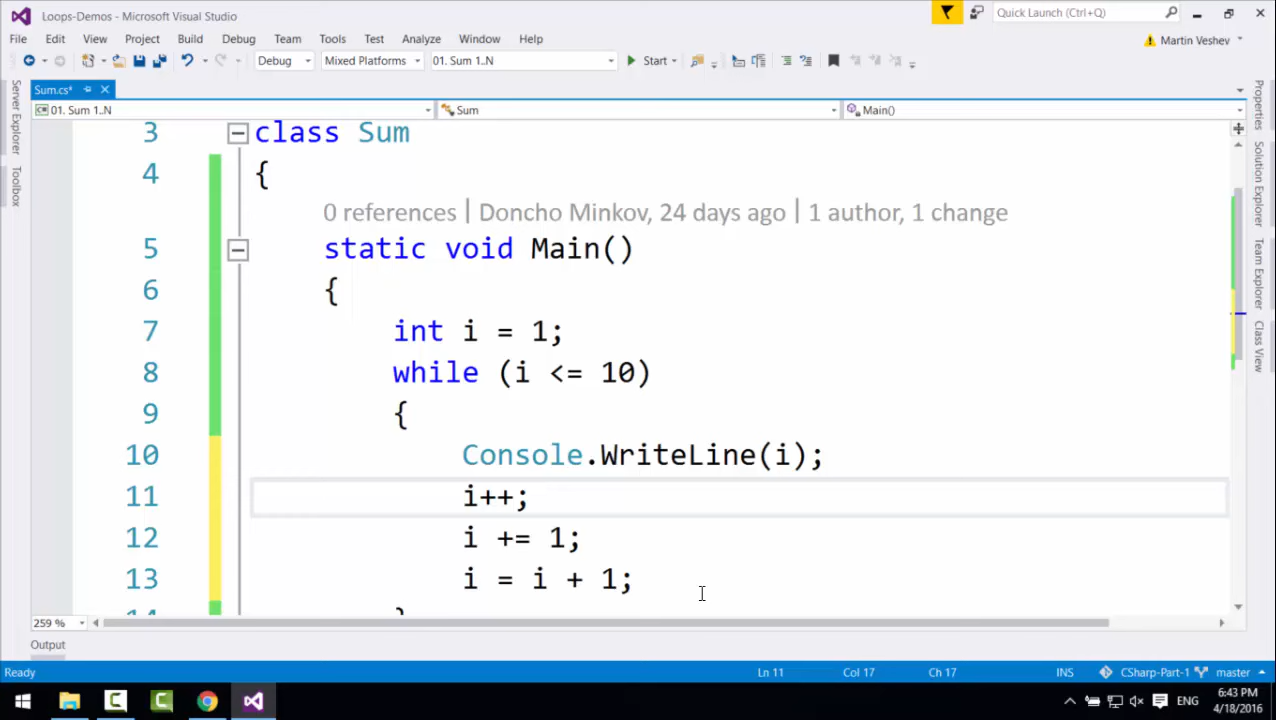 Loops-Demos - Microsoft Visual Studio
Quick Launch (Ctrl+Q)
File Edit View Project Build Debug Team Tools Test Analyze Window Help
Martin Veshev
Debug Mixed Platforms 01. Sum 1..N Start
Sum.cs*
01. Sum 1..N Sum Main()
Server Explorer
Toolbox
Properties
Solution Explorer
Team Explorer
Class View
3 class Sum
4 {
0 references | Doncho Minkov, 24 days ago | 1 author, 1 change
5 static void Main()
6 {
7 int i = 1;
8 while (i <= 10)
9 {
10 Console.WriteLine(i);
11 i++;
12 i += 1;
13 i = i + 1;
14 }
259 %
Output
Ready Ln 11 Col 17 Ch 17 INS CSharp-Part-1 master
ENG 6:43 PM
4/18/2016